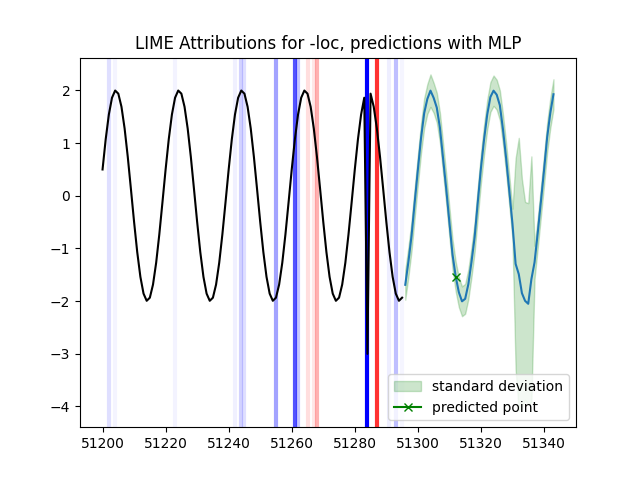 LIME Attributions for -loc, predictions with MLP
2
1
0
−1
−2
−3
−4
standard deviation
predicted point
51200 51220 51240 51260 51280 51300 51320 51340